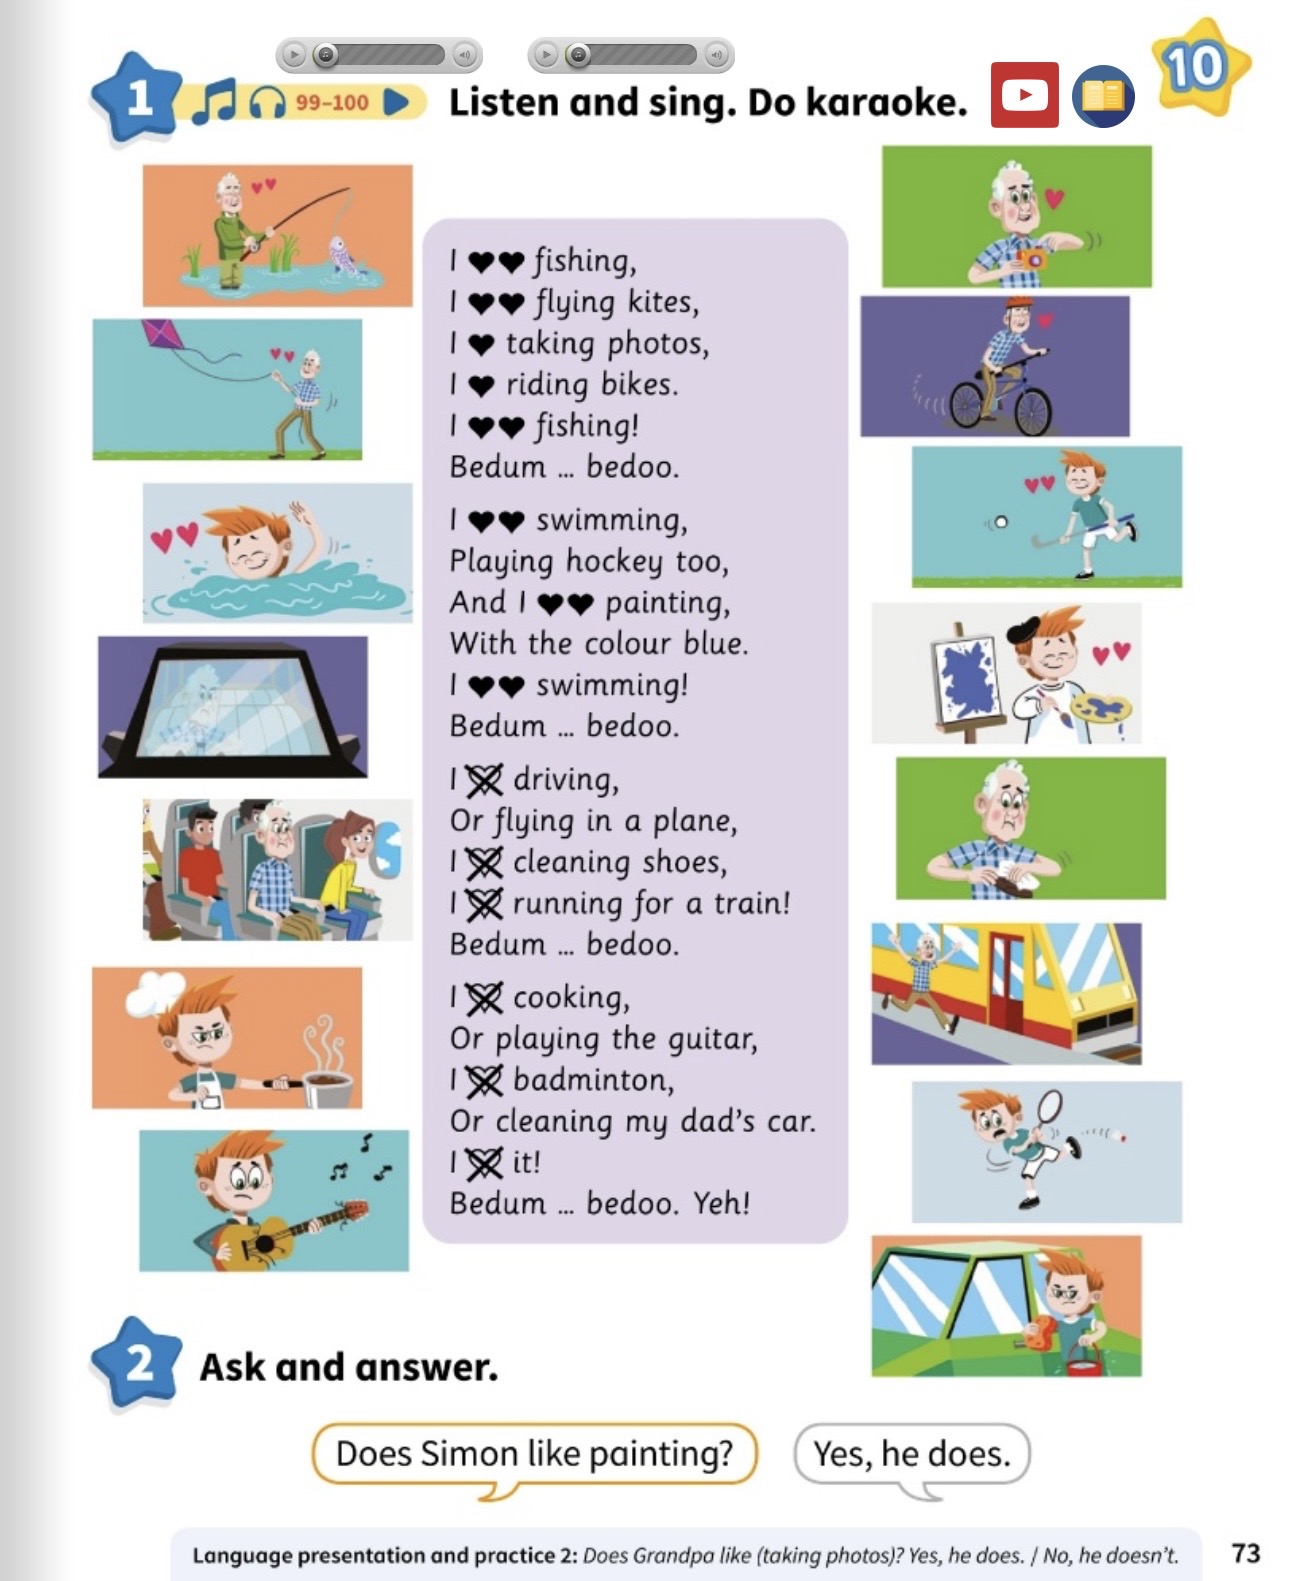 1
99–100
Listen and sing. Do karaoke.
10
I ♥♥ fishing,
I ♥♥ flying kites,
I ♥ taking photos,
I ♥ riding bikes.
I ♥♥ fishing!
Bedum ... bedoo.
I ♥♥ swimming,
Playing hockey too,
And I ♥♥ painting,
With the colour blue.
I ♥♥ swimming!
Bedum ... bedoo.
I driving,
Or flying in a plane,
I cleaning shoes,
I running for a train!
Bedum ... bedoo.
I cooking,
Or playing the guitar,
I badminton,
Or cleaning my dad's car.
I it!
Bedum ... bedoo. Yeh!
2
Ask and answer.
Does Simon like painting?
Yes, he does.
Language presentation and practice 2: Does Grandpa like (taking photos)? Yes, he does. / No, he doesn't.
73